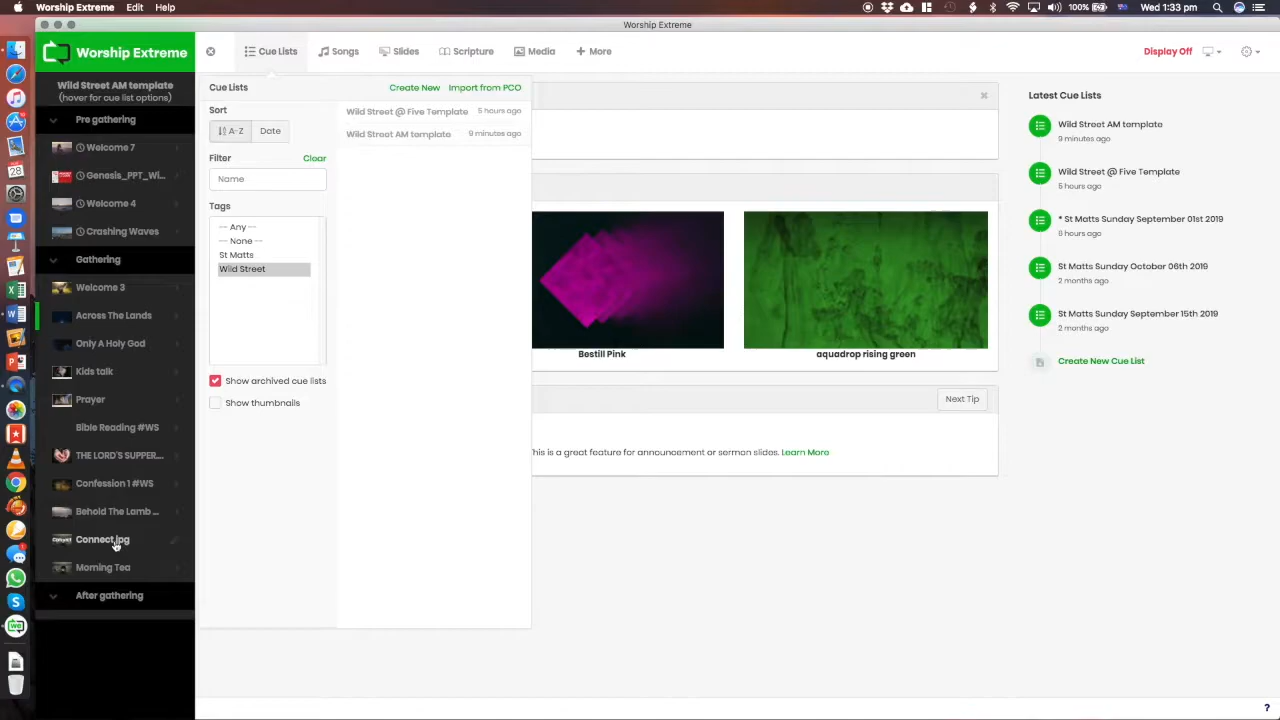 Worship Extreme Edit Help
100% Wed 1:33 pm
Worship Extreme
Worship Extreme
Cue Lists Songs Slides Scripture Media More
Display Off
Wild Street AM template
(hover for cue list options)
Pre gathering
Welcome 7
Genesis_PPT_Wi...
Welcome 4
Crashing Waves
Gathering
Welcome 3
Across The Lands
Only A Holy God
Kids talk
Prayer
Bible Reading #WS
THE LORD'S SUPPER,...
Confession 1 #WS
Behold The Lamb ...
Connect.jpg
Morning Tea
After gathering
Cue Lists
Create New Import from PCO
Sort
A-Z Date
Filter Clear
Name
Tags
-- Any --
-- None --
St Matts
Wild Street
Show archived cue lists
Show thumbnails
Wild Street @ Five Template 5 hours ago
Wild Street AM template 9 minutes ago
Bestill Pink
aquadrop rising green
Next Tip
This is a great feature for announcement or sermon slides. Learn More
Latest Cue Lists
Wild Street AM template
9 minutes ago
Wild Street @ Five Template
5 hours ago
* St Matts Sunday September 01st 2019
8 hours ago
St Matts Sunday October 06th 2019
2 months ago
St Matts Sunday September 15th 2019
2 months ago
Create New Cue List
?